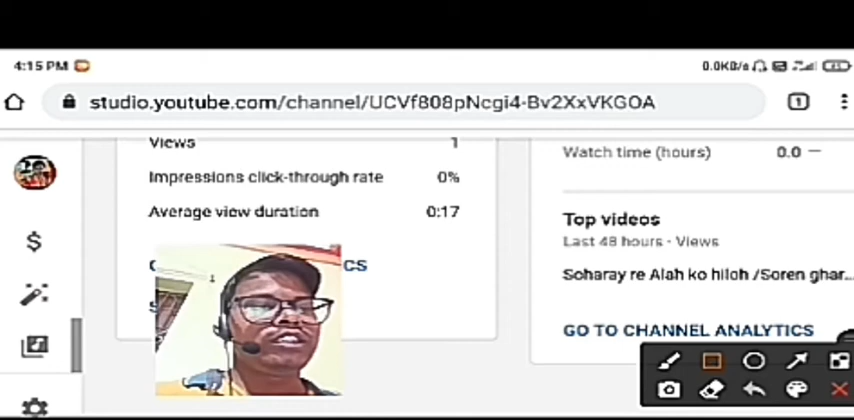 4:15 PM
0.0KB/s
studio.youtube.com/channel/UCVf808pNcgi4-Bv2XxVKGOA
1
Views 1
Impressions click-through rate 0%
Average view duration 0:17
CS
Watch time (hours) 0.0 —
Top videos
Last 48 hours · Views
Soharay re Alah ko hiloh /Soren ghar...
GO TO CHANNEL ANALYTICS